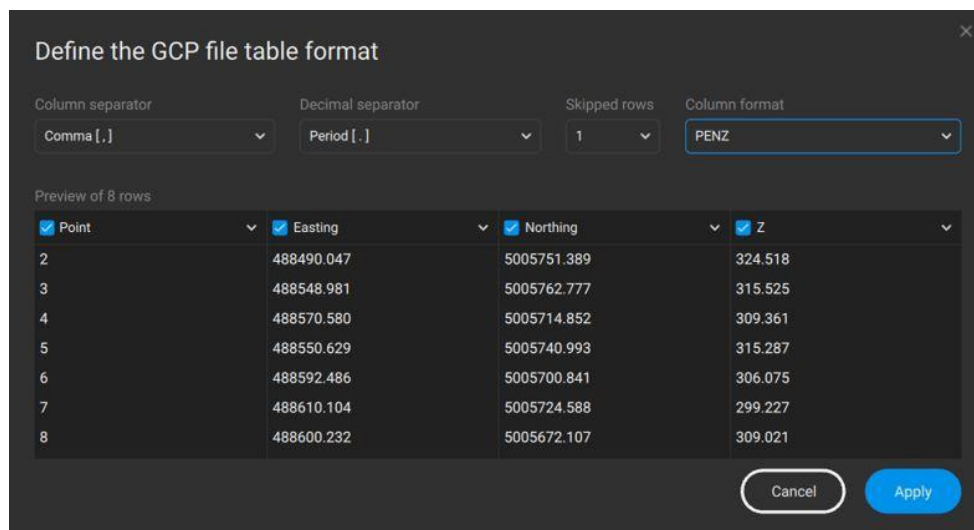 Define the GCP file table format
Column separator Decimal separator Skipped rows Column format
Comma [ , ] Period [ . ] 1 PENZ
Preview of 8 rows
Point Easting Northing Z
2 488490.047 5005751.389 324.518
3 488548.981 5005762.777 315.525
4 488570.580 5005714.852 309.361
5 488550.629 5005740.993 315.287
6 488592.486 5005700.841 306.075
7 488610.104 5005724.588 299.227
8 488600.232 5005672.107 309.021
Cancel Apply